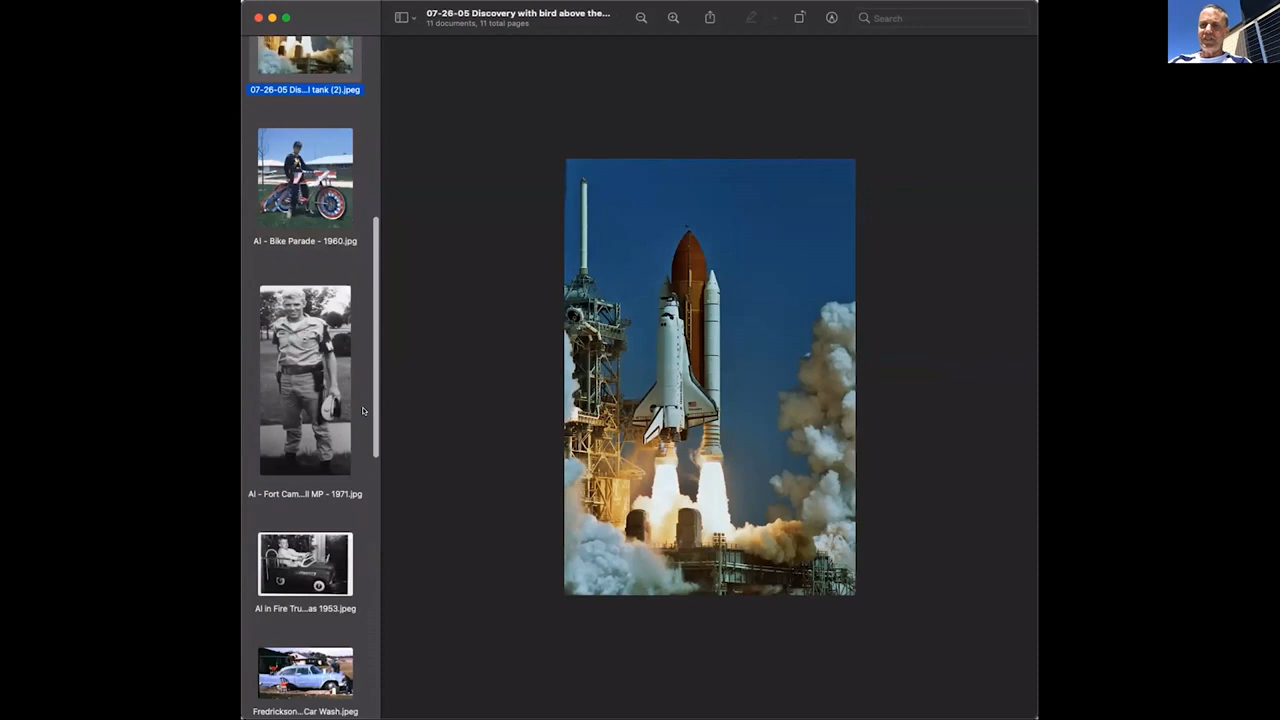 07-26-05 Discovery with bird above the...
11 documents, 11 total pages
Search
07-26-05 Dis...l tank (2).jpeg
Al - Bike Parade - 1960.jpg
Al - Fort Cam...ll MP - 1971.jpg
Al in Fire Tru...as 1953.jpeg
Fredrickson...Car Wash.jpeg